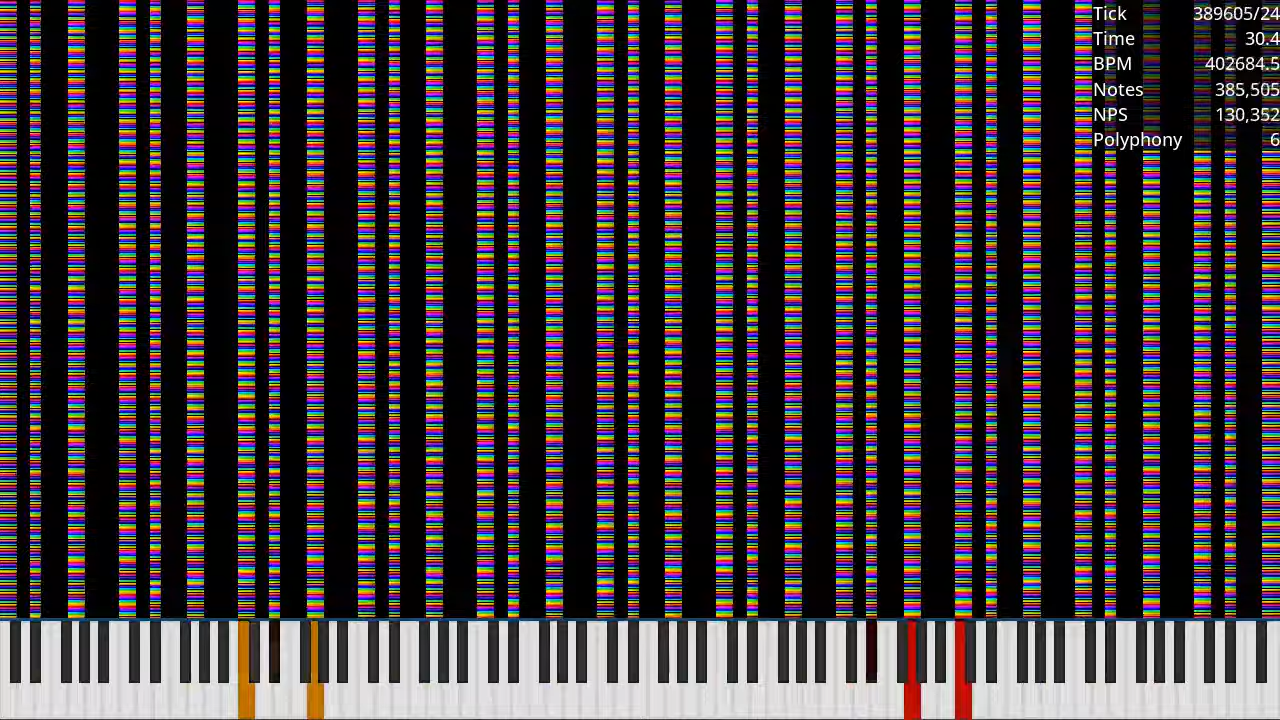 Tick 389605/24
Time 30.4
BPM 402684.5
Notes 385,505
NPS 130,352
Polyphony 6